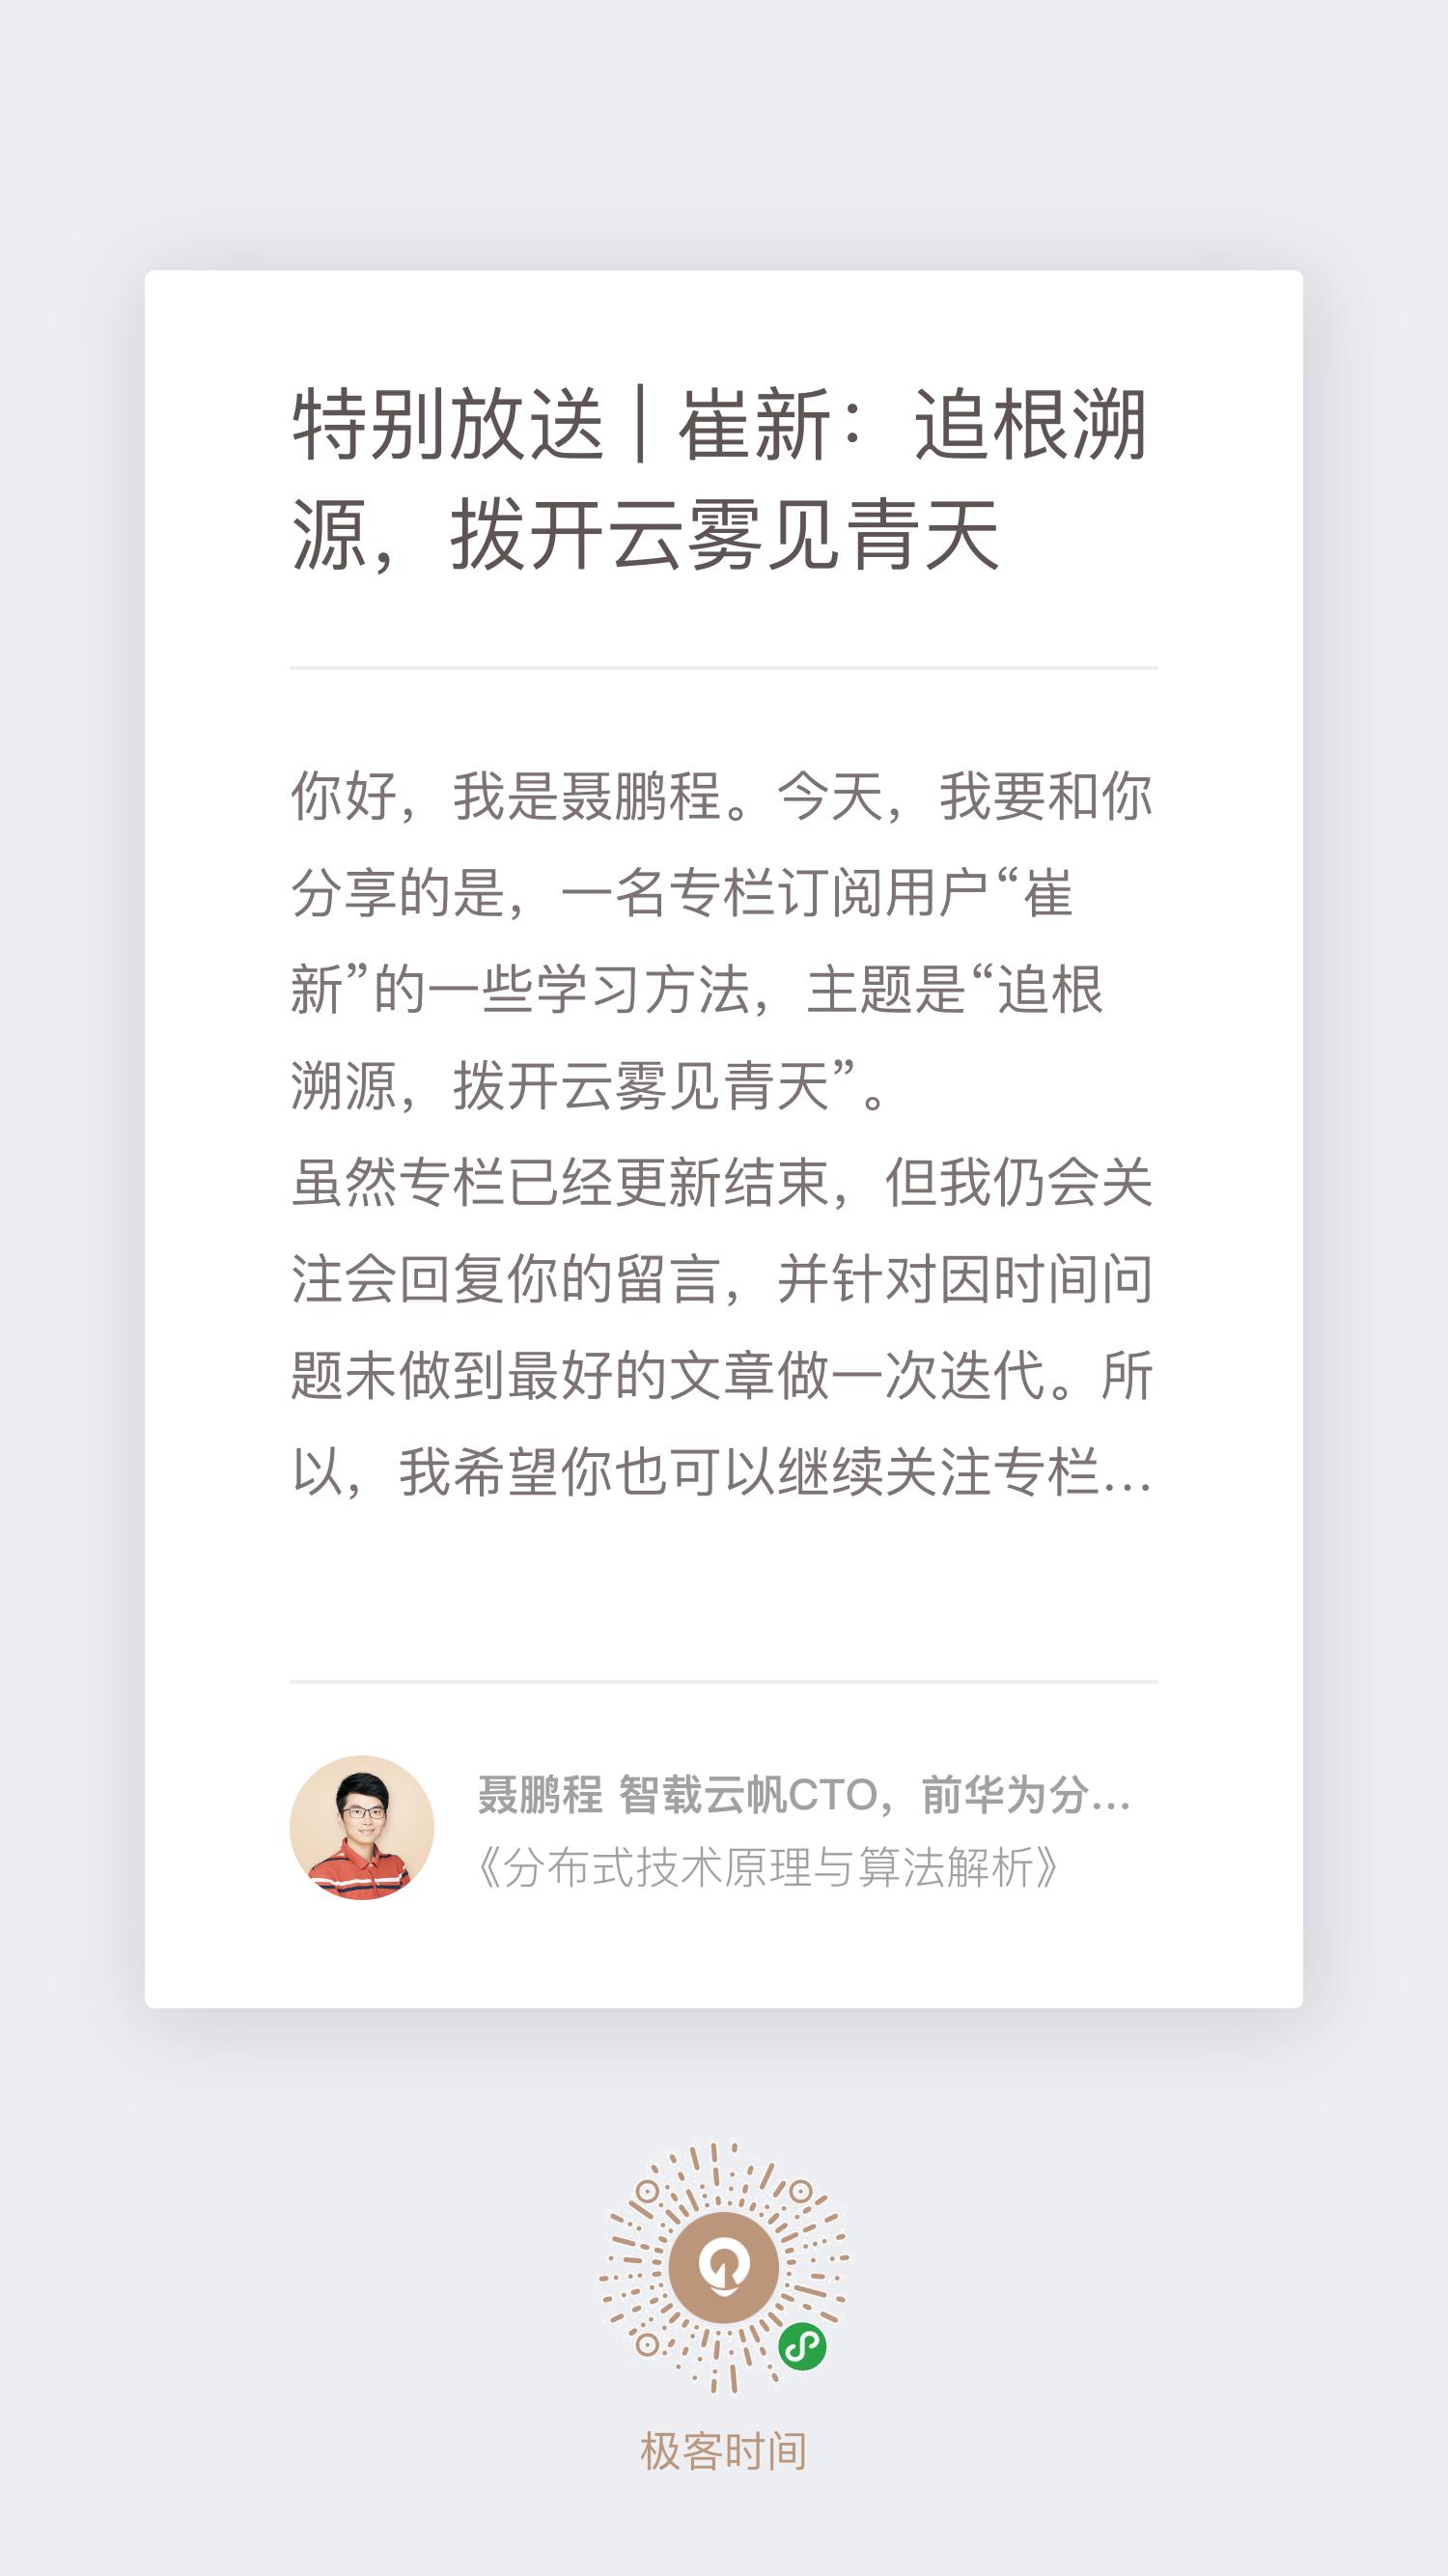 特别放送 | 崔新：追根溯
源，拨开云雾见青天
你好，我是聂鹏程。今天，我要和你
分享的是，一名专栏订阅用户“崔
新”的一些学习方法，主题是“追根
溯源，拨开云雾见青天”。
虽然专栏已经更新结束，但我仍会关
注会回复你的留言，并针对因时间问
题未做到最好的文章做一次迭代。所
以，我希望你也可以继续关注专栏...
聂鹏程 智载云帆CTO，前华为分...
《分布式技术原理与算法解析》
极客时间